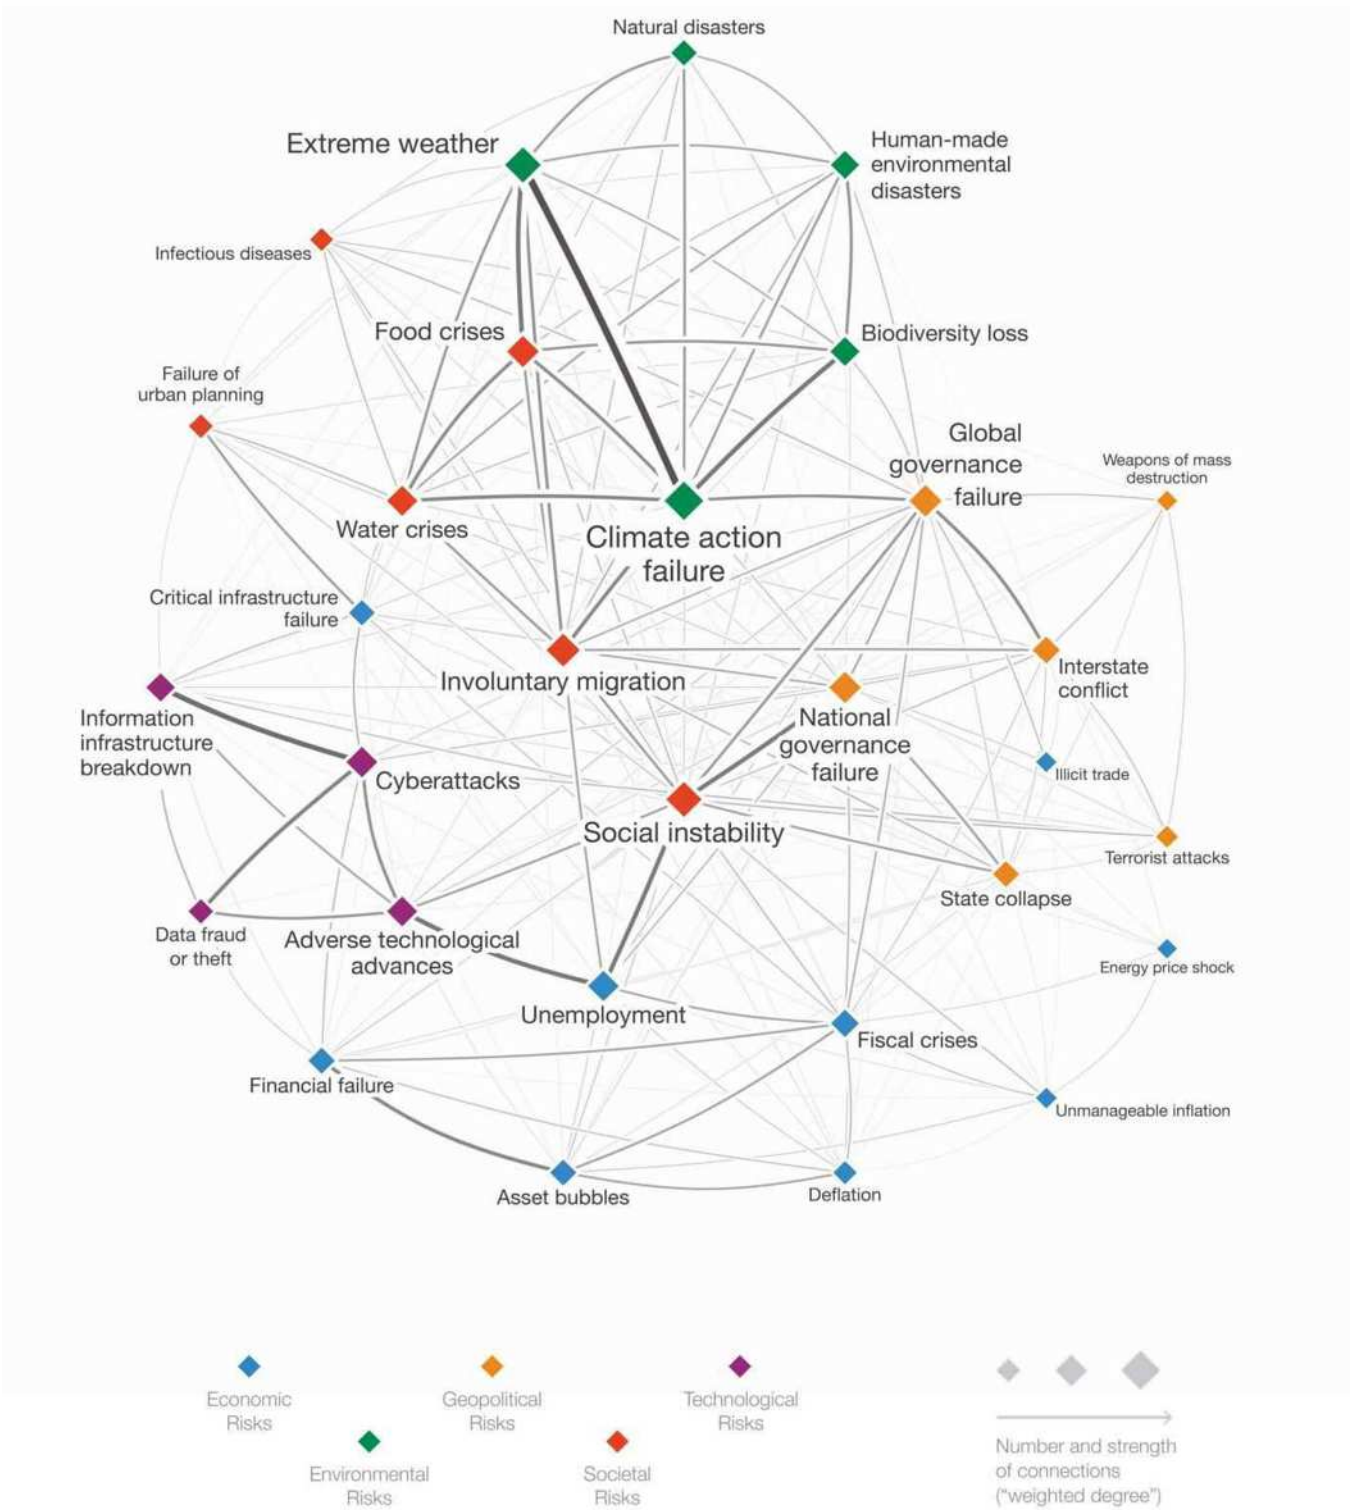 Natural disasters
Extreme weather
Human-made
environmental
disasters
Infectious diseases
Food crises
Biodiversity loss
Failure of
urban planning
Global
governance
failure
Weapons of mass
destruction
Water crises
Climate action
failure
Critical infrastructure
failure
Involuntary migration
Interstate
conflict
Information
infrastructure
breakdown
National
governance
failure
Cyberattacks
Illicit trade
Social instability
Terrorist attacks
State collapse
Data fraud
or theft
Adverse technological
advances
Energy price shock
Unemployment
Fiscal crises
Financial failure
Unmanageable inflation
Asset bubbles
Deflation
Economic
Risks
Geopolitical
Risks
Technological
Risks
Environmental
Risks
Societal
Risks
Number and strength
of connections
("weighted degree")